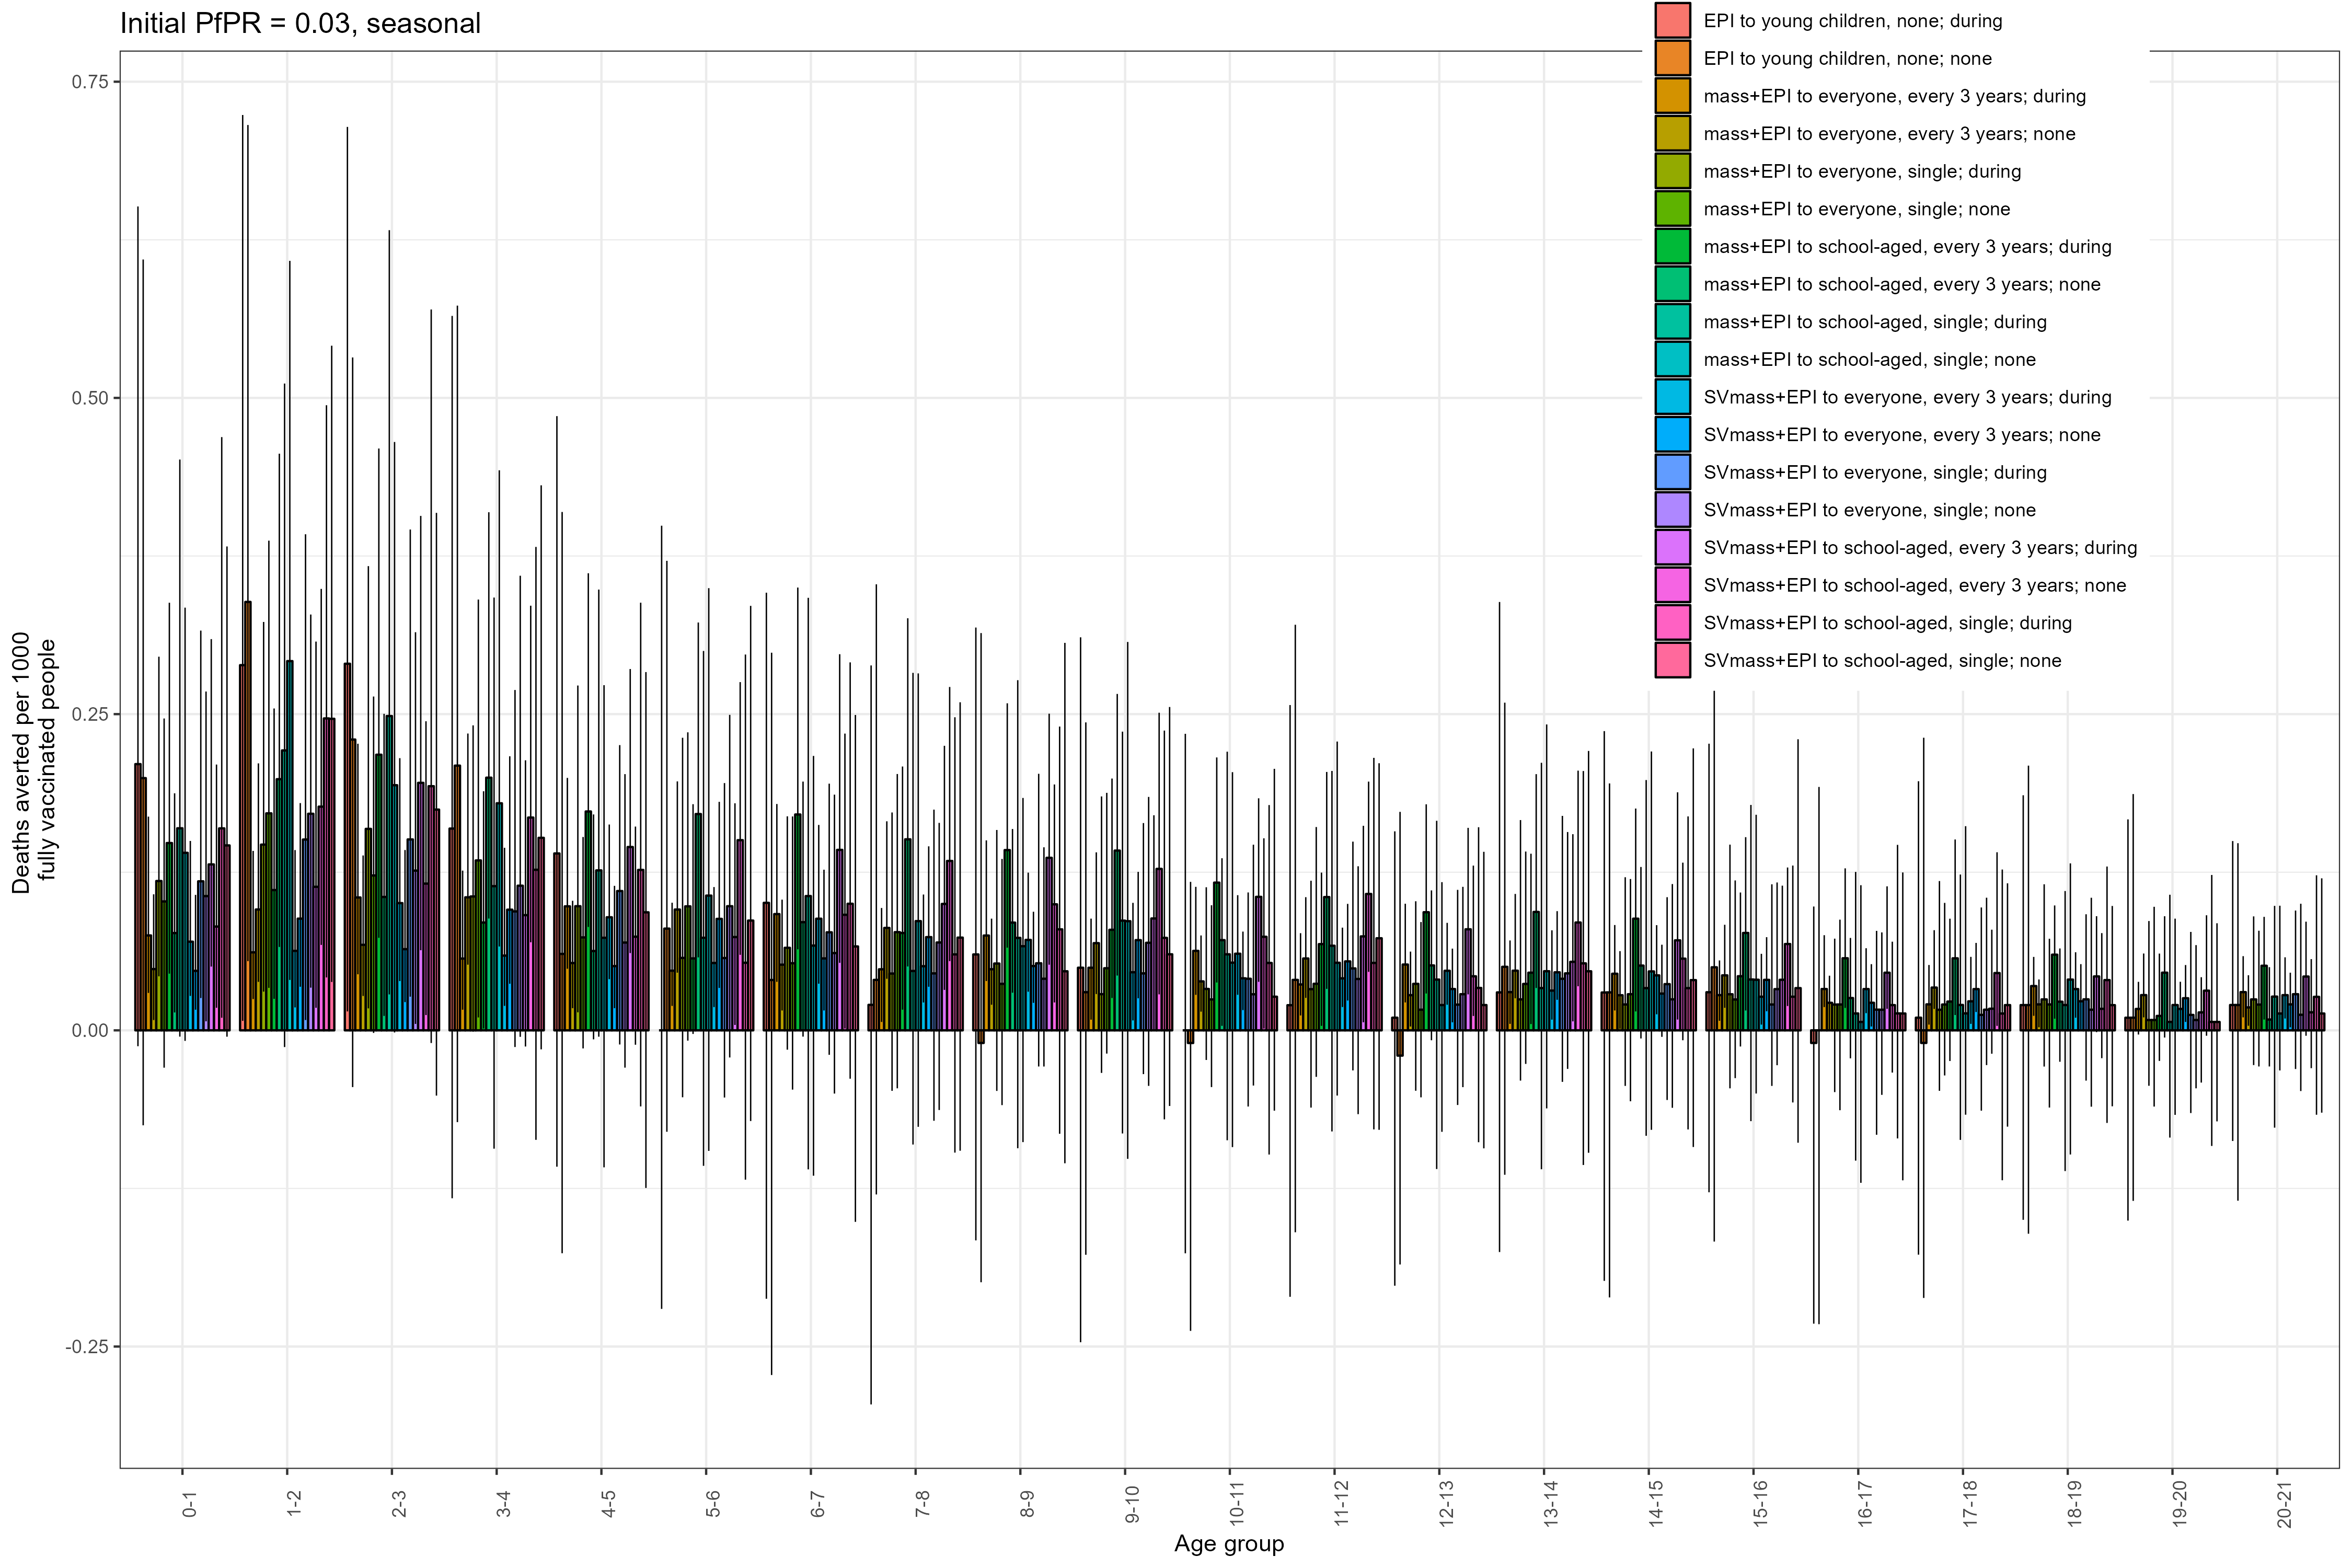 Initial PfPR = 0.03, seasonal
EPI to young children, none; during
EPI to young children, none; none
mass+EPI to everyone, every 3 years; during
mass+EPI to everyone, every 3 years; none
mass+EPI to everyone, single; during
mass+EPI to everyone, single; none
mass+EPI to school-aged, every 3 years; during
mass+EPI to school-aged, every 3 years; none
mass+EPI to school-aged, single; during
mass+EPI to school-aged, single; none
SVmass+EPI to everyone, every 3 years; during
SVmass+EPI to everyone, every 3 years; none
SVmass+EPI to everyone, single; during
SVmass+EPI to everyone, single; none
SVmass+EPI to school-aged, every 3 years; during
SVmass+EPI to school-aged, every 3 years; none
SVmass+EPI to school-aged, single; during
SVmass+EPI to school-aged, single; none
Deaths averted per 1000
fully vaccinated people
0.75
0.50
0.25
0.00
-0.25
0-1
1-2
2-3
3-4
4-5
5-6
6-7
7-8
8-9
9-10
10-11
11-12
12-13
13-14
14-15
15-16
16-17
17-18
18-19
19-20
20-21
Age group